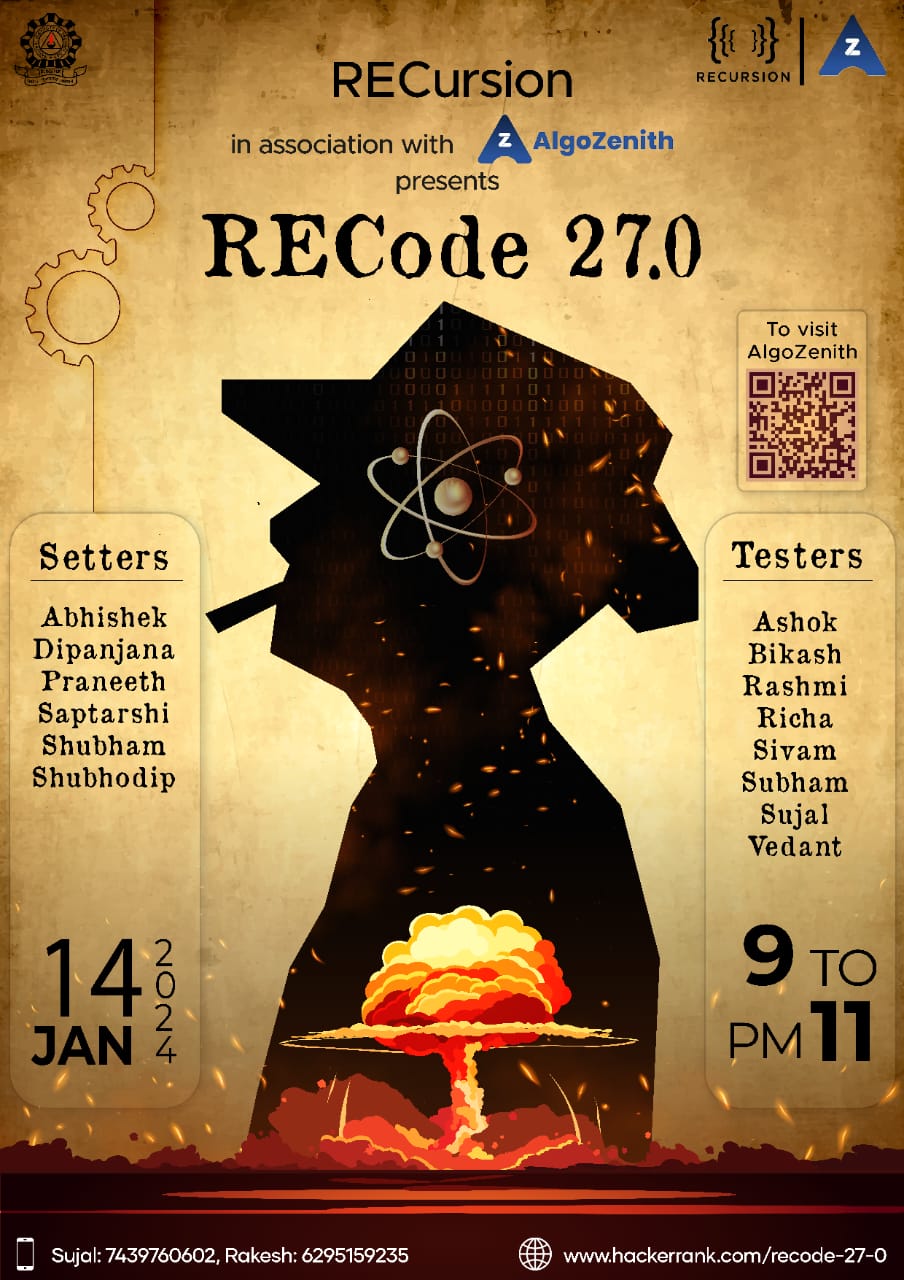 RECURSION
Z
RECursion
in association with Z AlgoZenith
presents
RECode 27.0
To visit
AlgoZenith
Setters
Abhishek
Dipanjana
Praneeth
Saptarshi
Shubham
Shubhodip
Testers
Ashok
Bikash
Rashmi
Richa
Sivam
Subham
Sujal
Vedant
14
JAN
2024
9 TO
PM 11
Sujal: 7439760602, Rakesh: 6295159235
www.hackerrank.com/recode-27-0